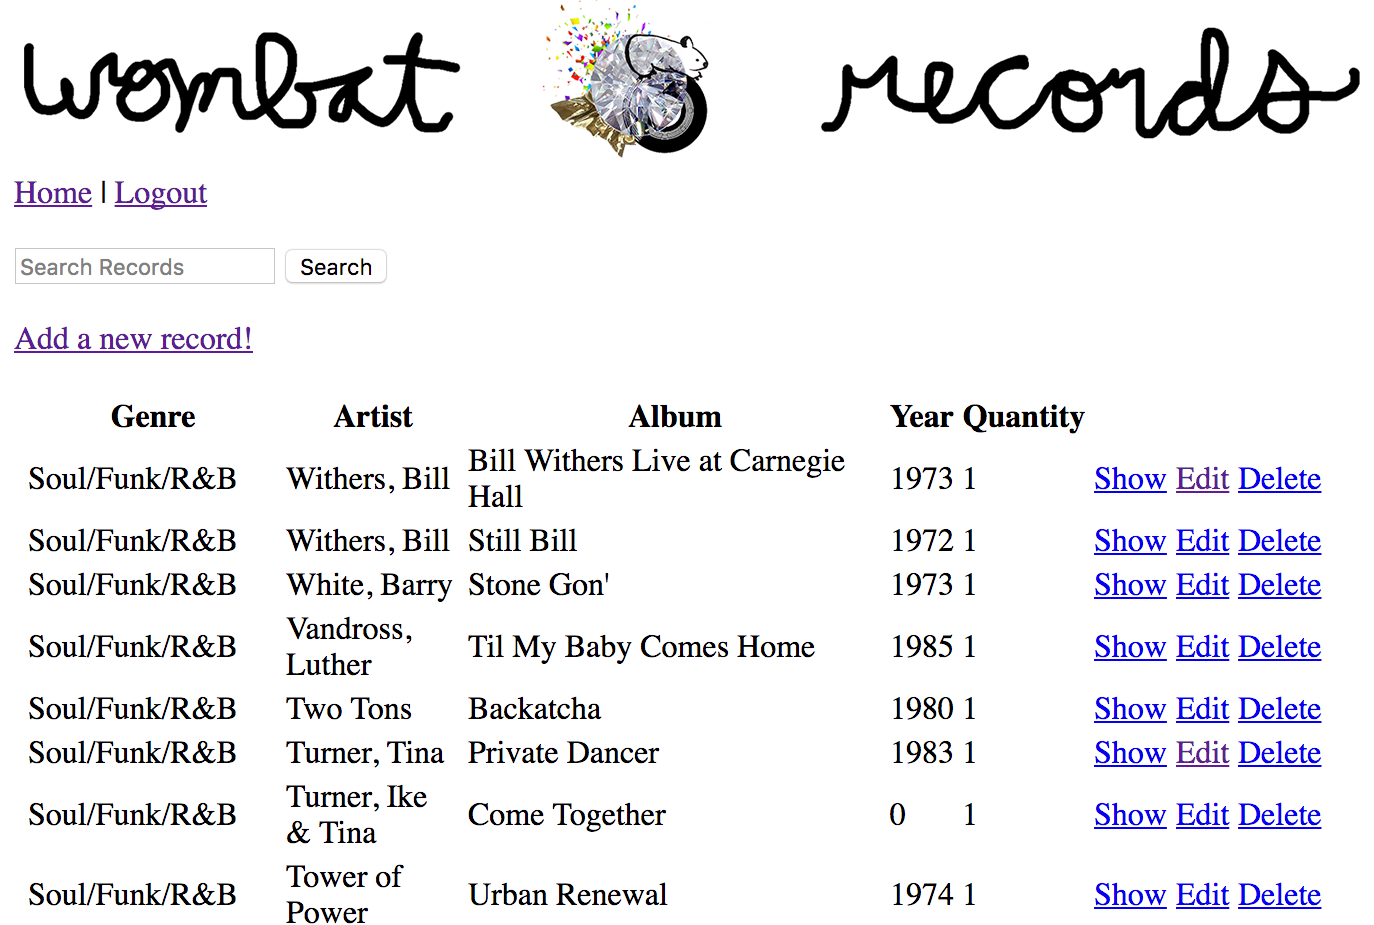 wombat records
Home | Logout
Search Records Search
Add a new record!
Genre Artist Album Year Quantity
Soul/Funk/R&B Withers, Bill Bill Withers Live at Carnegie Hall 1973 1 Show Edit Delete
Soul/Funk/R&B Withers, Bill Still Bill 1972 1 Show Edit Delete
Soul/Funk/R&B White, Barry Stone Gon' 1973 1 Show Edit Delete
Soul/Funk/R&B Vandross, Luther Til My Baby Comes Home 1985 1 Show Edit Delete
Soul/Funk/R&B Two Tons Backatcha 1980 1 Show Edit Delete
Soul/Funk/R&B Turner, Tina Private Dancer 1983 1 Show Edit Delete
Soul/Funk/R&B Turner, Ike & Tina Come Together 0 1 Show Edit Delete
Soul/Funk/R&B Tower of Power Urban Renewal 1974 1 Show Edit Delete